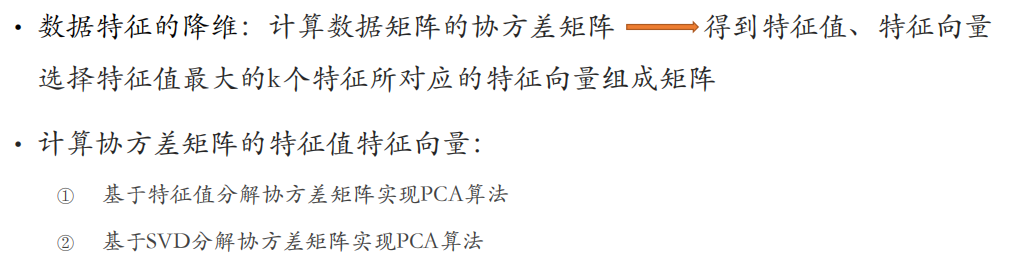 • 数据特征的降维：计算数据矩阵的协方差矩阵 → 得到特征值、特征向量
选择特征值最大的k个特征所对应的特征向量组成矩阵
• 计算协方差矩阵的特征值特征向量：
① 基于特征值分解协方差矩阵实现PCA算法
② 基于SVD分解协方差矩阵实现PCA算法